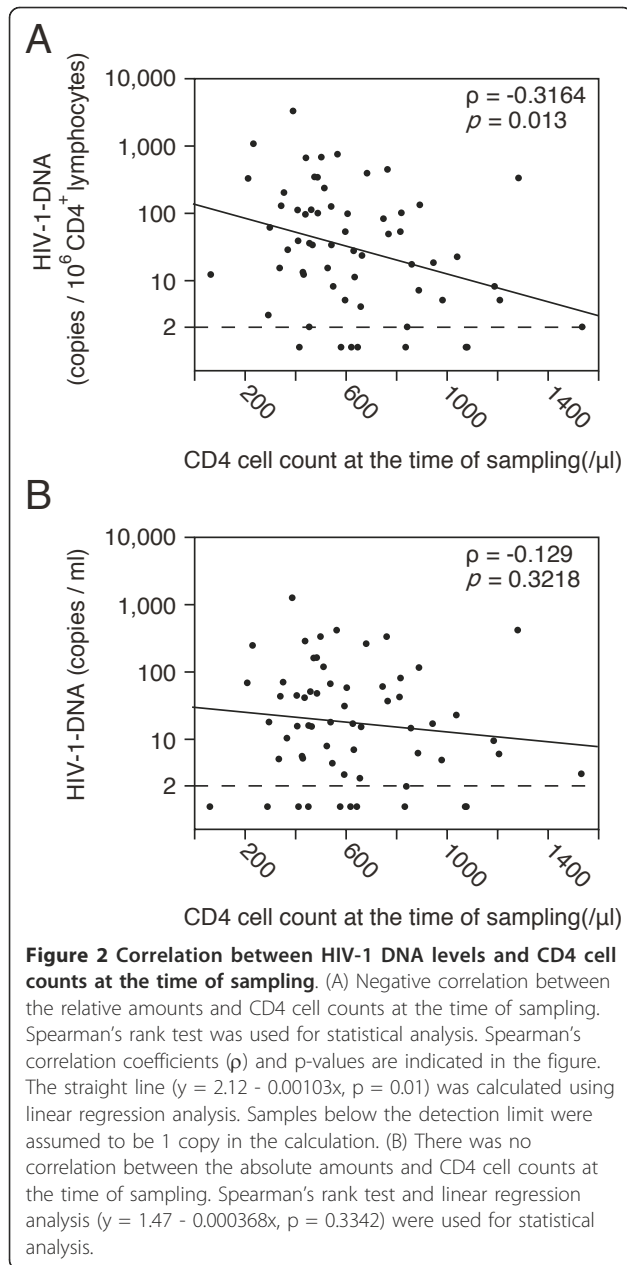 A
10,000
1,000
100
10
2
HIV-1-DNA
(copies / 10⁶ CD4⁺ lymphocytes)
ρ = -0.3164
p = 0.013
200
600
1000
1400
CD4 cell count at the time of sampling(/µl)
B
10,000
1,000
100
10
2
HIV-1-DNA (copies / ml)
ρ = -0.129
p = 0.3218
200
600
1000
1400
CD4 cell count at the time of sampling(/µl)
Figure 2 Correlation between HIV-1 DNA levels and CD4 cell
counts at the time of sampling. (A) Negative correlation between
the relative amounts and CD4 cell counts at the time of sampling.
Spearman's rank test was used for statistical analysis. Spearman's
correlation coefficients (ρ) and p-values are indicated in the figure.
The straight line (y = 2.12 - 0.00103x, p = 0.01) was calculated using
linear regression analysis. Samples below the detection limit were
assumed to be 1 copy in the calculation. (B) There was no
correlation between the absolute amounts and CD4 cell counts at
the time of sampling. Spearman's rank test and linear regression
analysis (y = 1.47 - 0.000368x, p = 0.3342) were used for statistical
analysis.